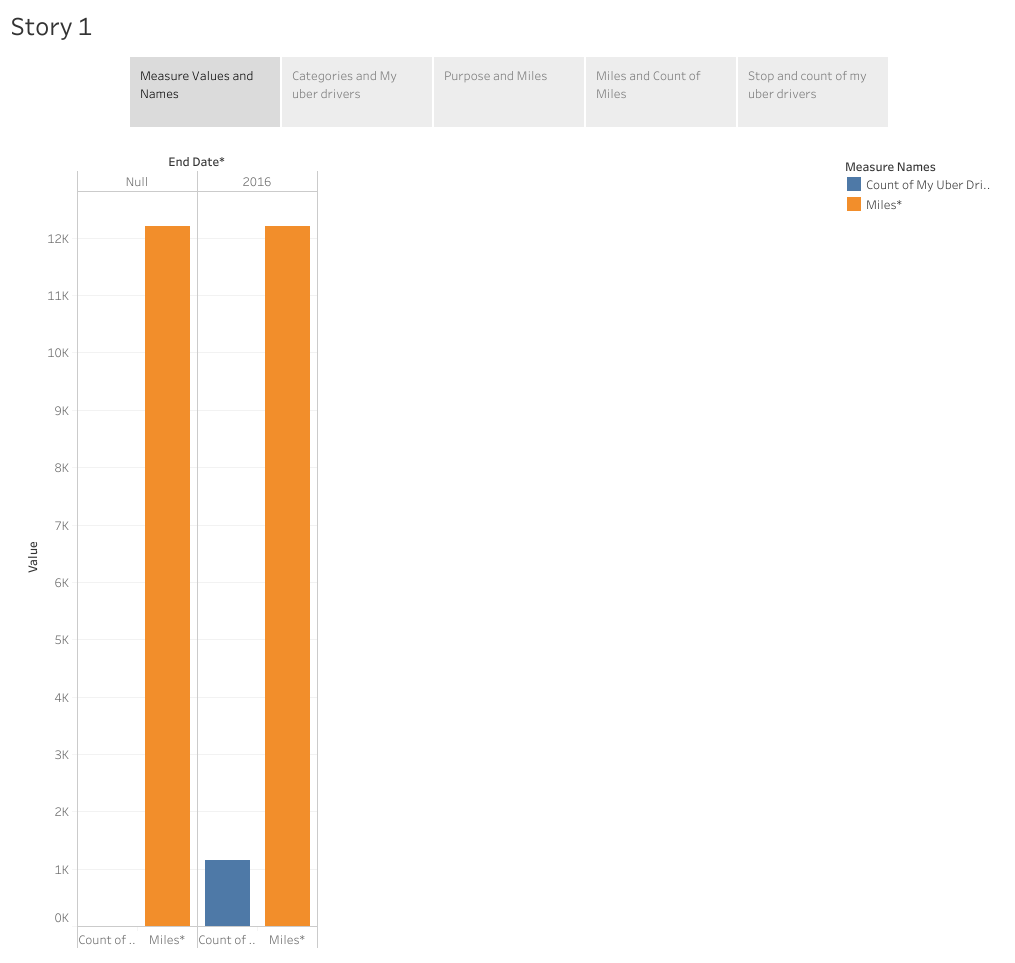 Story 1
Measure Values and
Names
Categories and My
uber drivers
Purpose and Miles
Miles and Count of
Miles
Stop and count of my
uber drivers
End Date*
Null
2016
Measure Names
Count of My Uber Dri..
Miles*
12K
11K
10K
9K
8K
7K
6K
5K
4K
3K
2K
1K
0K
Value
Count of ..
Miles*
Count of ..
Miles*